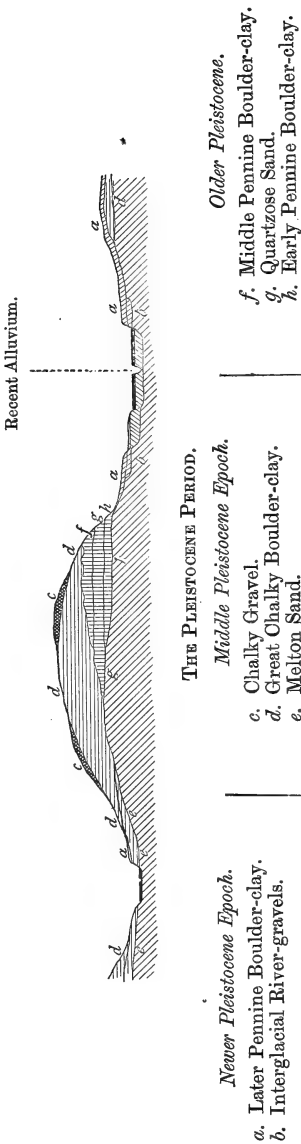 Recent Alluvium.
a
a
f
g
h
d
c
d
c
d
a
d
a
g
THE PLEISTOCENE PERIOD.
Newer Pleistocene Epoch.
a. Later Pennine Boulder-clay.
b. Interglacial River-gravels.
Middle Pleistocene Epoch.
c. Chalky Gravel.
d. Great Chalky Boulder-clay.
e. Melton Sand.
Older Pleistocene.
f. Middle Pennine Boulder-clay.
g. Quartzose Sand.
h. Early Pennine Boulder-clay.